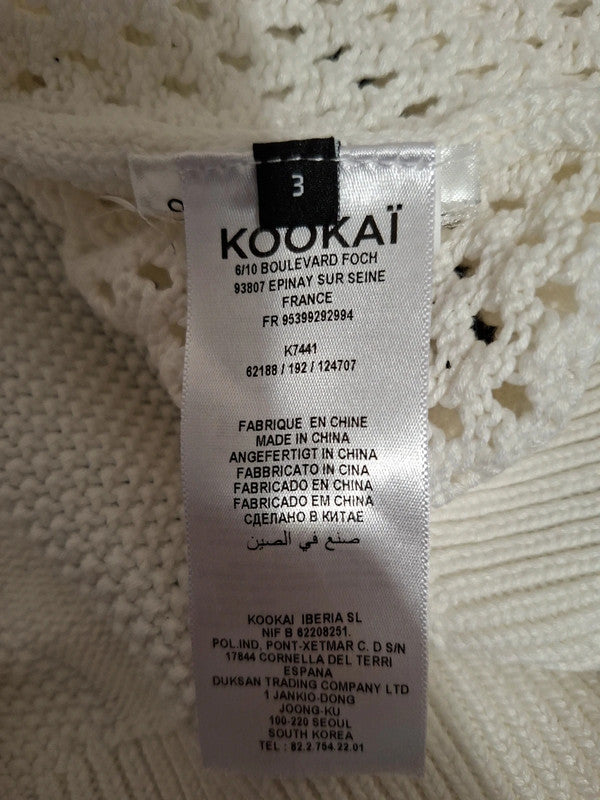 3
KOOKAÏ
6/10 BOULEVARD FOCH
93807 EPINAY SUR SEINE
FRANCE
FR 95399292994
K7441
62188 / 192 / 124707
FABRIQUE EN CHINE
MADE IN CHINA
ANGEFERTIGT IN CHINA
FABBRICATO IN CINA
FABRICADO EN CHINA
FABRICADO EM CHINA
СДЕЛАНО В КИТАЕ
صنع في الصين
KOOKAI IBERIA SL
NIF B 62208251.
POL.IND, PONT-XETMAR C. D S/N
17844 CORNELLA DEL TERRI
ESPANA
DUKSAN TRADING COMPANY LTD
1 JANKIO-DONG
JOONG-KU
100-220 SEOUL
SOUTH KOREA
TEL : 82.2.754.22.01